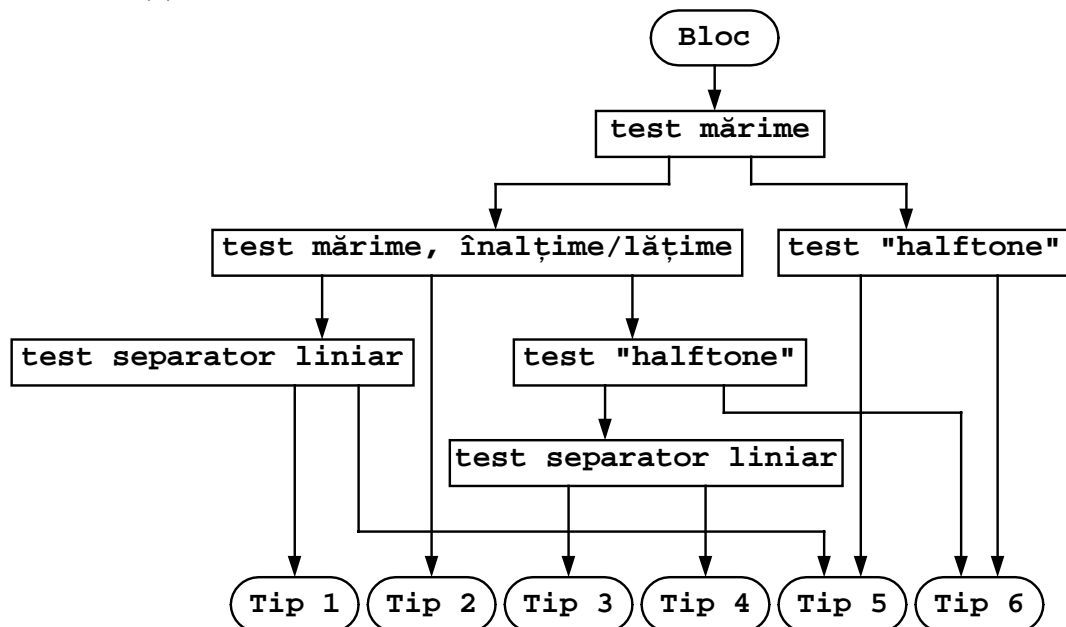 Bloc
test mărime
test mărime, înalțime/lățime
test "halftone"
test separator liniar
test "halftone"
test separator liniar
Tip 1
Tip 2
Tip 3
Tip 4
Tip 5
Tip 6